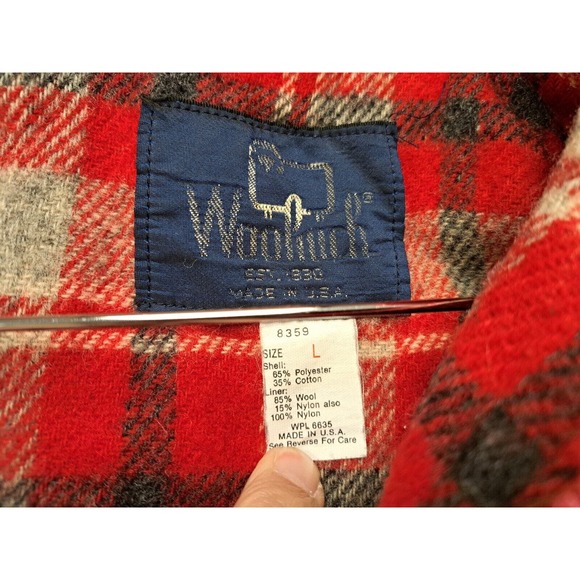 Woolrich®
EST. 1830
MADE IN U.S.A.
8359
SIZE L
Shell:
65% Polyester
35% Cotton
Liner:
85% Wool
15% Nylon also
100% Nylon
WPL 6635
MADE IN U.S.A.
See Reverse For Care